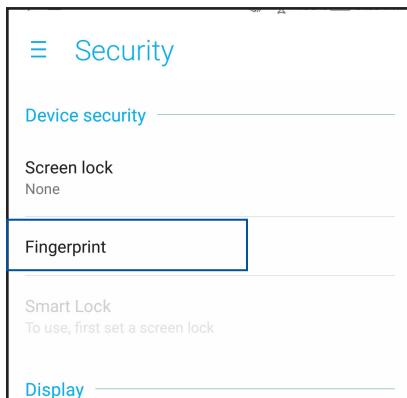 Security
Device security
Screen lock
None
Fingerprint
Smart Lock
To use, first set a screen lock
Display